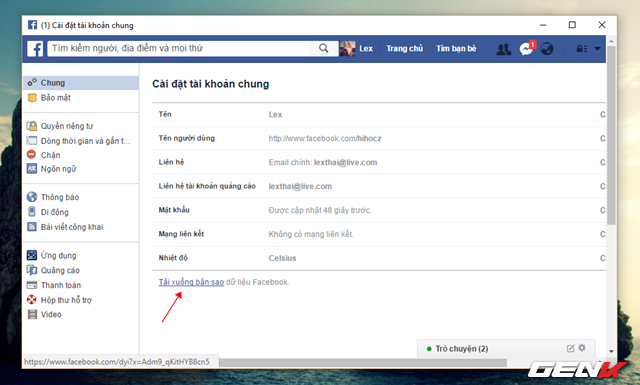 (1) Cài đặt tài khoản chung
Tìm kiếm người, địa điểm và mọi thứ
Lex
Trang chủ
Tìm bạn bè
1
Chung
Bảo mật
Quyền riêng tư
Dòng thời gian và gắn t...
Chặn
Ngôn ngữ
Thông báo
Di động
Bài viết công khai
Ứng dụng
Quảng cáo
Thanh toán
Hộp thư hỗ trợ
Video
Cài đặt tài khoản chung
Tên Lex C
Tên người dùng http://www.facebook.com/hihocz C
Liên hệ Email chính: lexthai@live.com C
Liên hệ tài khoản quảng cáo lexthai@live.com C
Mật khẩu Được cập nhật 48 giây trước. C
Mạng liên kết Không có mạng liên kết. C
Nhiệt độ Celsius C
Tải xuống bản sao dữ liệu Facebook.
Trò chuyện (2)
https://www.facebook.com/dyi?x=Adm9_qKitHYB8cn5
GENK